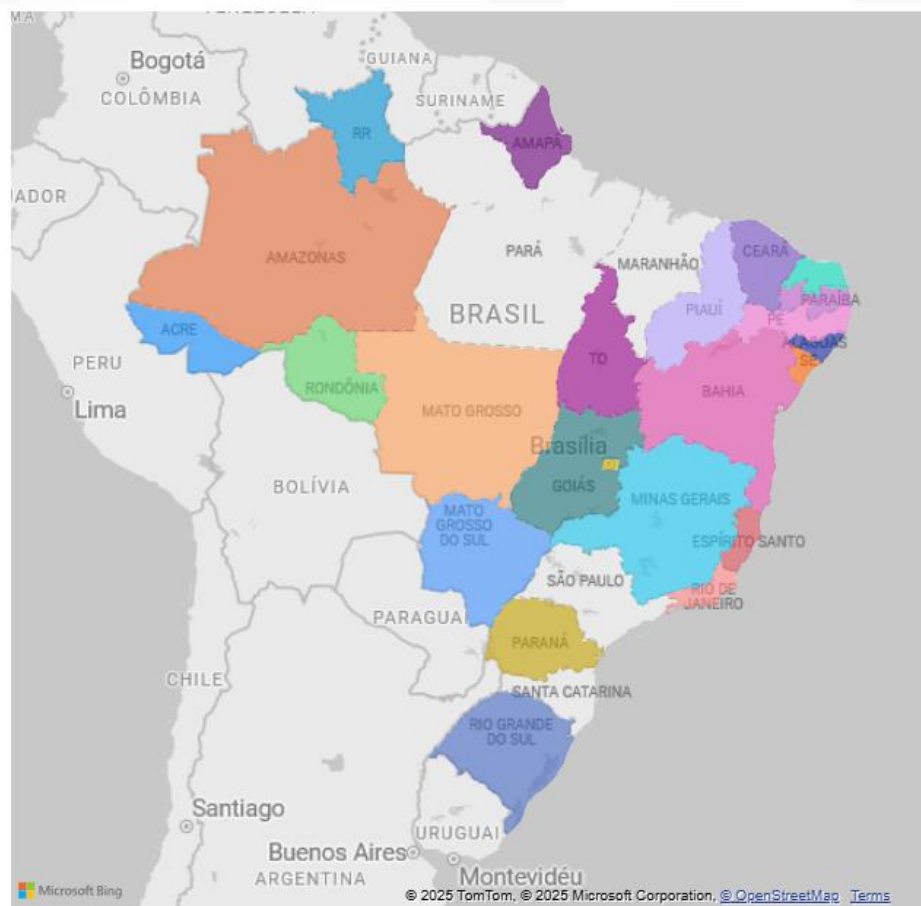 MA
Bogotá
COLÔMBIA
GUIANA
SURINAME
RR
AMAPÁ
ADOR
AMAZONAS
PARÁ
MARANHÃO
CEARÁ
PIAUÍ
PARAÍBA
PE
ALAGOAS
SE
BRASIL
ACRE
PERU
Lima
RONDÔNIA
MATO GROSSO
TO
BAHIA
Brasília
GOIÁS
BOLÍVIA
MINAS GERAIS
MATO
GROSSO
DO SUL
ESPÍRITO SANTO
SÃO PAULO
RIO DE
JANEIRO
PARAGUAI
PARANÁ
CHILE
SANTA CATARINA
RIO GRANDE
DO SUL
Santiago
URUGUAI
Buenos Aires
ARGENTINA
Montevidéu
Microsoft Bing
© 2025 TomTom, © 2025 Microsoft Corporation, © OpenStreetMap Terms